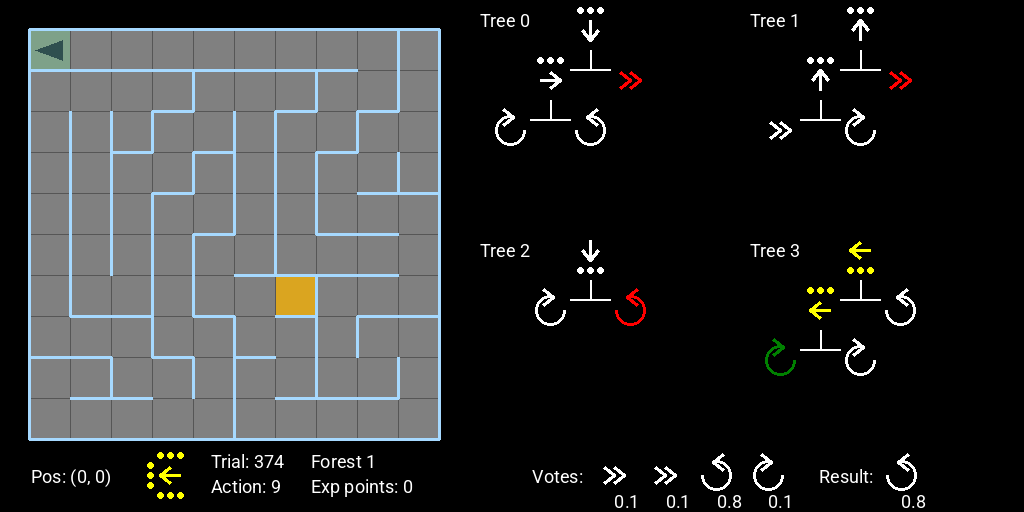 Tree 0
Tree 1
Tree 2
Tree 3
Pos: (0, 0)
Trial: 374
Action: 9
Forest 1
Exp points: 0
Votes:
0.1
0.1
0.8
0.1
Result:
0.8